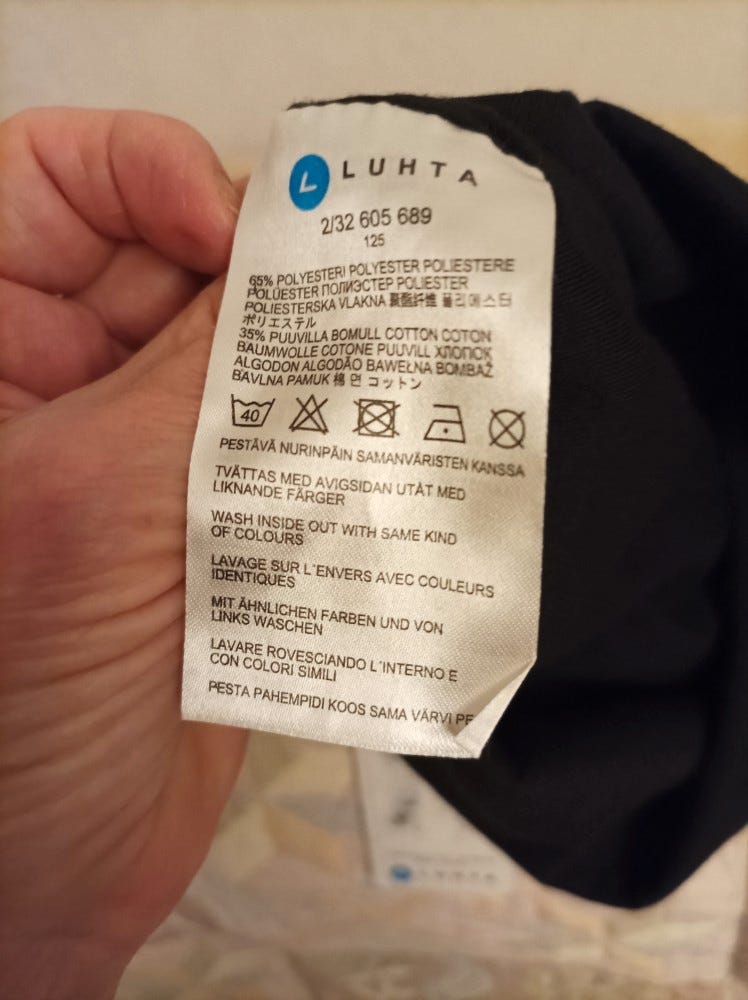 L LUHTA
2/32 605 689
125
65% POLYESTERI POLYESTER POLIESTERE
POLÜESTER ПОЛИЭСТЕР POLIESTER
POLIESTERSKA VLAKNA 聚酯纤维 폴리에스터
ポリエステル
35% PUUVILLA BOMULL COTTON COTON
BAUMWOLLE COTONE PUUVILL ХЛОПОК
ALGODON ALGODÃO BAWEŁNA BOMBAŽ
BAVLNA PAMUK 棉 면 コットン
40
PESTÄVÄ NURINPÄIN SAMANVÄRISTEN KANSSA
TVÄTTAS MED AVIGSIDAN UTÅT MED
LIKNANDE FÄRGER
WASH INSIDE OUT WITH SAME KIND
OF COLOURS
LAVAGE SUR L'ENVERS AVEC COULEURS
IDENTIQUES
MIT ÄHNLICHEN FARBEN UND VON
LINKS WASCHEN
LAVARE ROVESCIANDO L'INTERNO E
CON COLORI SIMILI
PESTA PAHEMPIDI KOOS SAMA VÄRVI PE
LUHTA